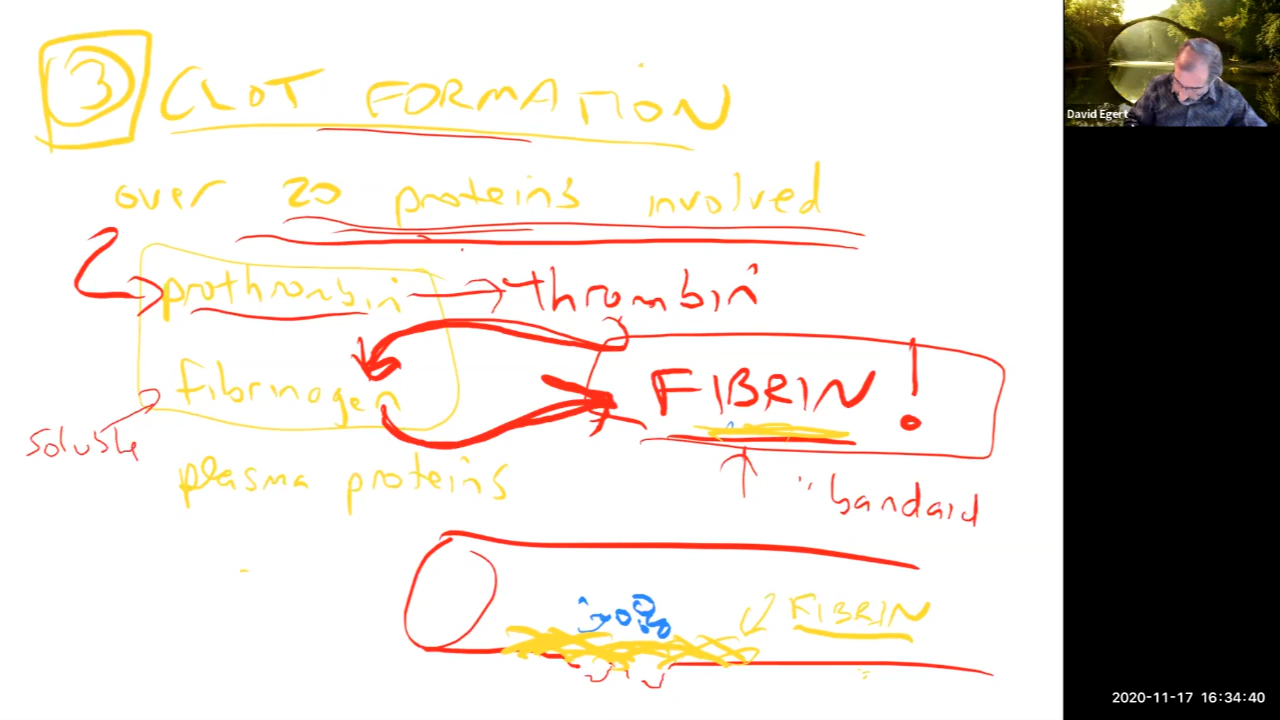 3 CLOT FORMATION
over 20 proteins involved
prothrombin → thrombin
fibrinogen
FIBRIN!
soluble
plasma proteins
"bandaid
FIBRIN
David Egert
2020-11-17 16:34:40